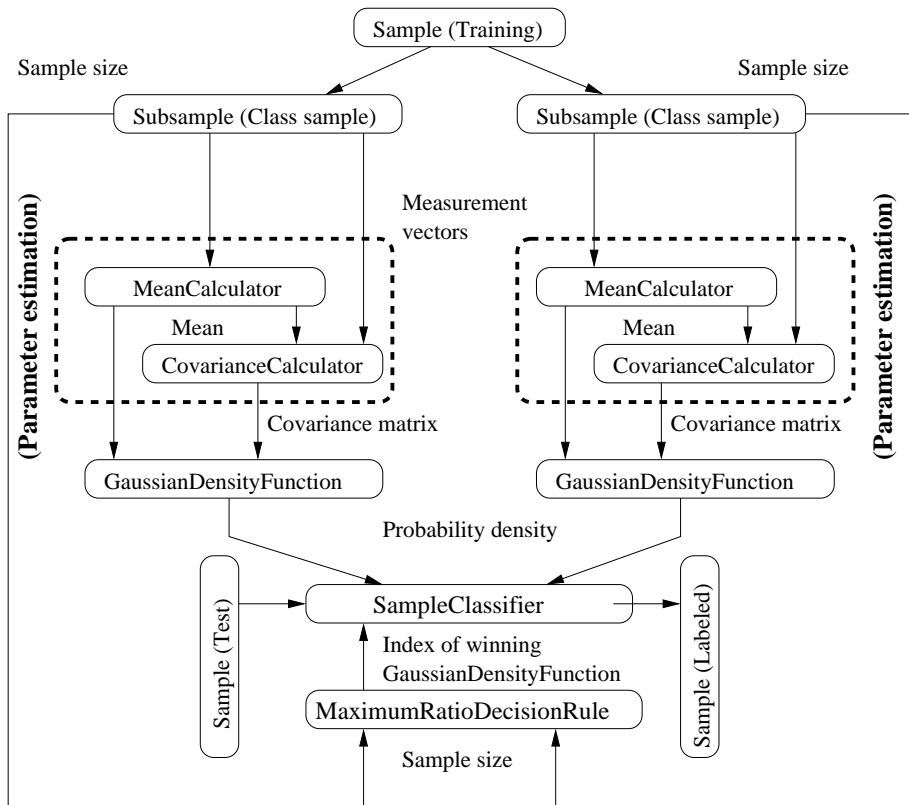 Sample (Training)
Sample size
Sample size
Subsample (Class sample)
Subsample (Class sample)
(Parameter estimation)
Measurement
vectors
(Parameter estimation)
MeanCalculator
MeanCalculator
Mean
Mean
CovarianceCalculator
CovarianceCalculator
Covariance matrix
Covariance matrix
GaussianDensityFunction
GaussianDensityFunction
Probability density
Sample (Test)
SampleClassifier
Sample (Labeled)
Index of winning
GaussianDensityFunction
MaximumRatioDecisionRule
Sample size